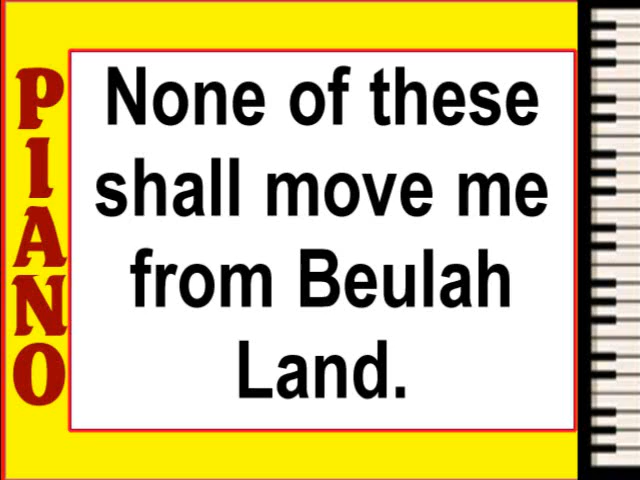 PIANO
None of these
shall move me
from Beulah
Land.